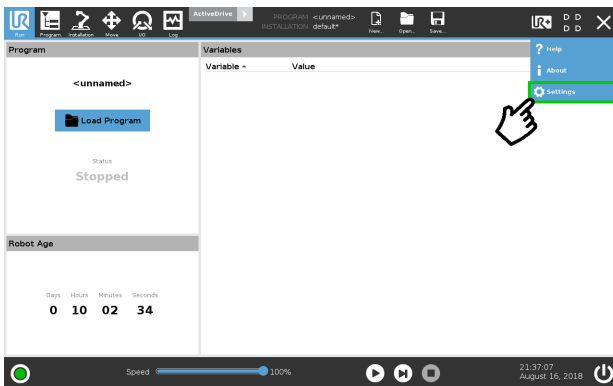 UR
Run
Program
Installation
Move
I/O
Log
ActiveDrive
PROGRAM <unnamed>
INSTALLATION default*
New...
Open...
Save...
UR+
D D
D D
Program
<unnamed>
Load Program
Status
Stopped
Robot Age
Days Hours Minutes Seconds
0 10 02 34
Variables
Variable Value
? Help
i About
Settings
Speed 100%
21:37:07
August 16, 2018